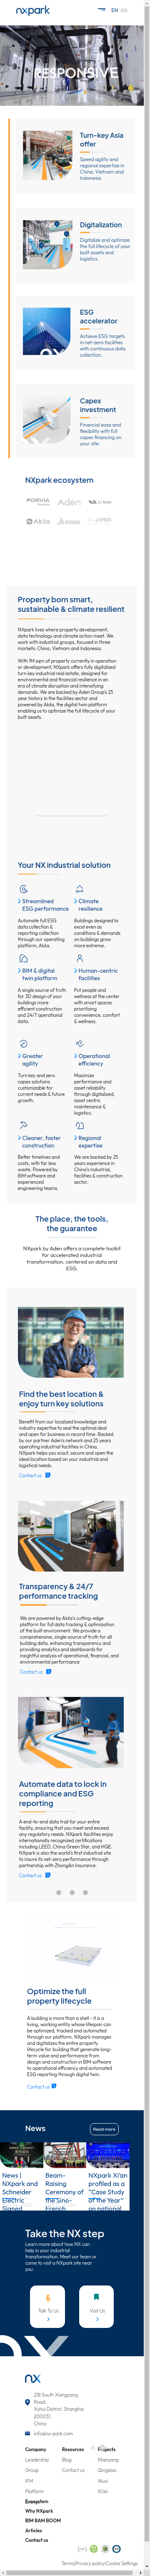 nxpark
EN
RESPONSIVE
Turn-key Asia
offer
Speed agility and
regional expertise in
China, Vietnam and
Indonesia
Digitalization
Digitalize and optimize
the full lifecycle of your
built assets and
logistics.
ESG
accelerator
Achieve ESG targets
in net-zero facilities
with continuous data
collection.
Capex
investment
Financial ease and
flexibility with full
capex financing on
your site.
NXpark ecosystem
FORVIA
Aden
Li Auto
Akila
Property born smart,
sustainable & climate resilient
NXpark lives where property development,
data technology and climate action meet. We
work with industrial groups, focused in three
markets: China, Vietnam and Indonesia.
With 1M sqm of property currently in operation
or development, NXpark offers fully digitalized
turn key industrial real estate, designed for
environmental and financial resilience in an
era of climate disruption and intensifying
demands. We are backed by Aden Group's 25
year history in the facilities sector and
powered by Akila, the digital twin platform
enabling us to optimize the full lifecycle of your
built assets.
Your NX industrial solution
Streamlined
ESG performance
Automate full ESG
data collection &
reporting collection
through our operating
platform, Akila.
Climate
resilience
Buildings designed to
excel even as
conditions & demands
on buildings grow
more extreme.
BIM & digital
twin platform
A single source of truth
for 3D-design of your
buildings more
efficient construction
and 24/7 operational
data.
Human-centric
facilities
Put people and
wellness at the center
with smart spaces
prioritizing
convenience, comfort
& wellness.
Greater
agility
Turn key and zero
capex solutions
customizable for
current needs & future
growth.
Operational
efficiency
Maximize
performance and
asset reliability
through digitalized,
asset centric
maintenance &
logistics.
Cleaner, faster
construction
Better timelines and
costs, with far less
waste. Powered by
BIM software and
experienced
engineering teams.
Regional
expertise
We are backed by 25
years experience in
China's industrial,
facilities & construction
sector.
The place, the tools,
the guarantee
NXpark by Aden offers a complete toolkit
for accelerated industrial
transformation, centered on data and
ESG.
Find the best location &
enjoy turn key solutions
Benefit from our localized knowledge and
industry expertise to find the optimal site
and open for business in record time. Backed
by our partner Aden's network and 25 years
operating industrial facilities in China,
NXpark helps you scout, secure and open the
ideal location based on your industrial and
logistical needs.
Contact us
Transparency & 24/7
performance tracking
We are powered by Akila's cutting-edge
platform for full data tracking & digitalization
of the built environment. We provide a
comprehensive, single source of truth for all
building systems, enhancing transparency
and providing stakeholders and tenants with
insightful analysis of operational, financial, and
environmental performance
Contact us
Automate data to lock in
compliance and ESG
reporting
A end-to-end data trail for your entire
facility, ensuring that you meet and exceed
any audit needs. NXpark facilities enjoy
international and local certifications,
including LEED, China Green Star, and HQE.
NXpark is also the world's first industrial site
with its net-zero performance through
partnership with ZhongAn Insurance.
Contact us
Optimize the full
property lifecycle
A building is more than a shell - it is a
living, working whole whose lifespan can
be optimized, tracked and automated
from our digital platform. NXpark manages
and digitalizes the entire property
lifecycle for building that generate long-
term value and performance: from
design and construction in BIM software
to operational efficiency and automated
ESG reporting through digital twin.
Contact us
News
Read more
News |
NXpark and
Schneider
Electric
Signed
Beam-
Raising
Ceremony of
the Sino-
French
NXpark Xi'an
profiled as a
"Case Study
of the Year"
on national
Take the NX step
Learn more about how NX can
help in your industrial
transformation. Meet our team or
come to visit a NXpark site near
you.
Talk To Us
Visit Us
nx
218 South Xiangyang
Road,
Xuhui District. Shanghai
200031,
China
info@nx-park.com
Company
Resources
Projects
Leadership
Blog
Mianyang
Group
Contact us
Qingdao
IFM
Wuxi
Platform
Xi'an
Why NXpark
BIM BAM BOOM
Articles
Contact us
Terms|Privacy policy|Cookie Settings